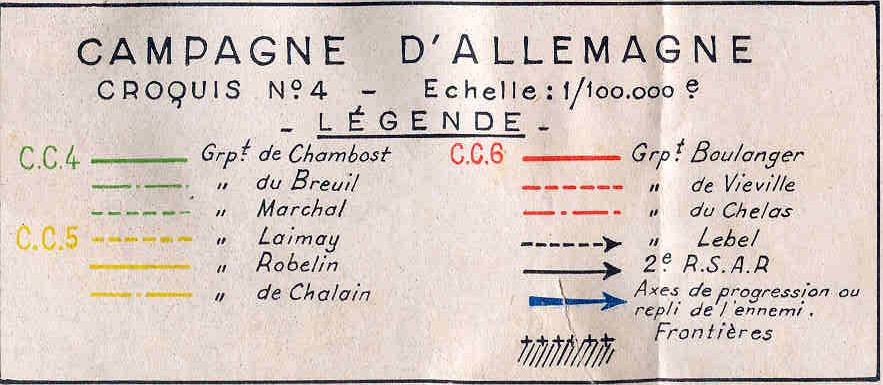 CAMPAGNE D'ALLEMAGNE
CROQUIS Nº 4 - Echelle : 1/100.000 e
- LÉGENDE -
C.C.4 Grpt. de Chambost
" du Breuil
" Marchal
C.C.5 " Laimay
" Robelin
" de Chalain
C.C.6 Grpt. Boulanger
" de Vieville
" du Chelas
" Lebel
2e R.S.A.R
Axes de progression ou
repli de l'ennemi.
Frontières